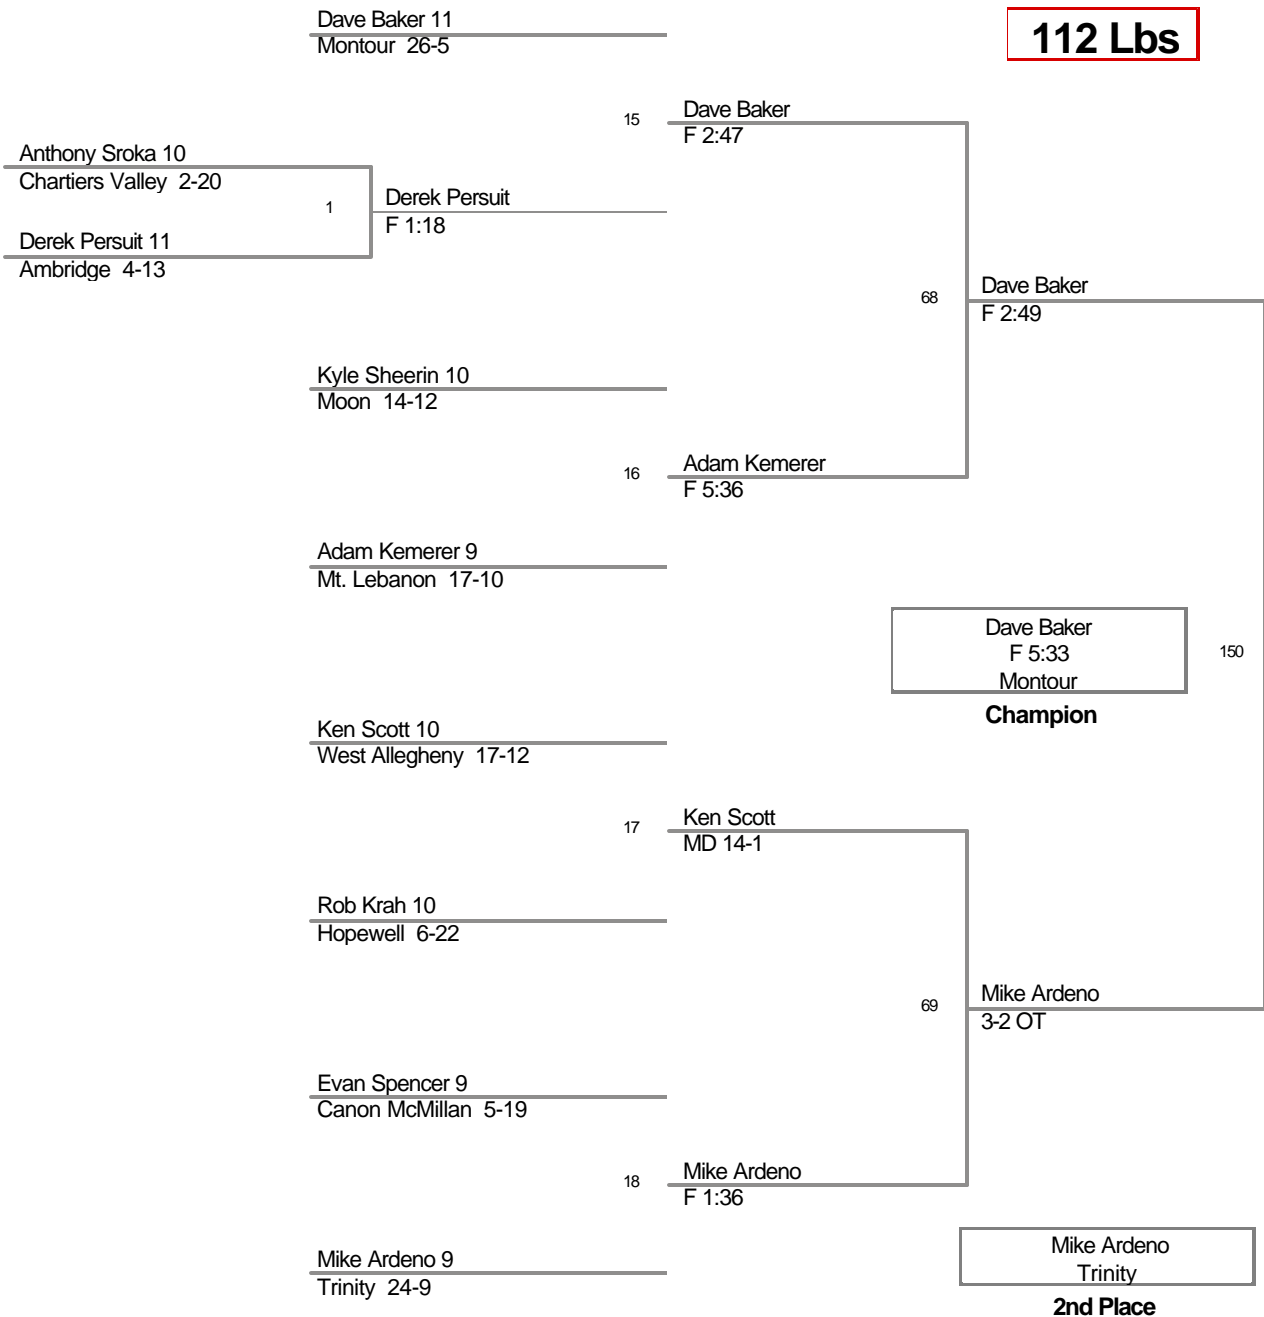 Dave Baker 11
Montour 26-5
112 Lbs
15
Dave Baker
F 2:47
Anthony Sroka 10
Chartiers Valley 2-20
1
Derek Persuit
F 1:18
Derek Persuit 11
Ambridge 4-13
68
Dave Baker
F 2:49
Kyle Sheerin 10
Moon 14-12
16
Adam Kemerer
F 5:36
Adam Kemerer 9
Mt. Lebanon 17-10
Dave Baker
F 5:33
Montour
Champion
150
Ken Scott 10
West Allegheny 17-12
17
Ken Scott
MD 14-1
Rob Krah 10
Hopewell 6-22
69
Mike Ardeno
3-2 OT
Evan Spencer 9
Canon McMillan 5-19
18
Mike Ardeno
F 1:36
Mike Ardeno 9
Trinity 24-9
Mike Ardeno
Trinity
2nd Place